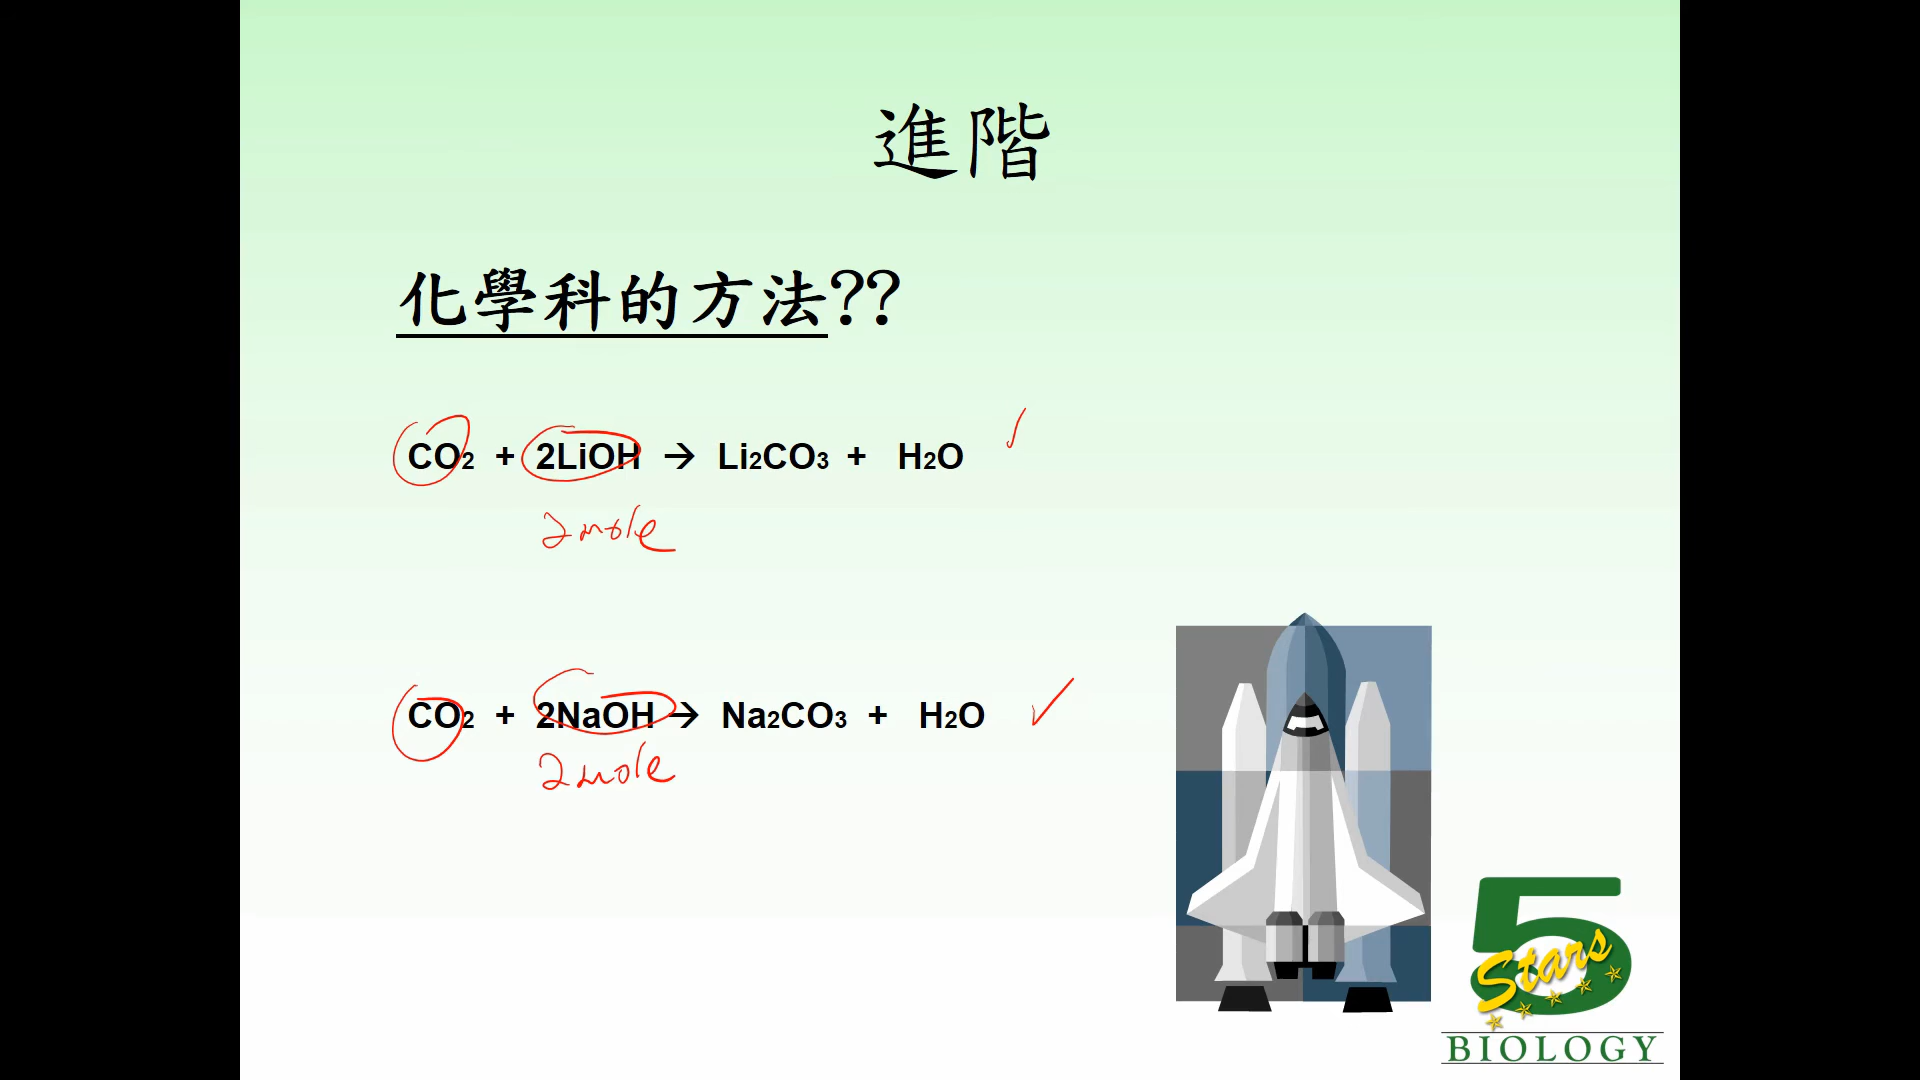 進階
化學科的方法??
CO2 + 2LiOH → Li2CO3 + H2O
2mole
CO2 + 2NaOH → Na2CO3 + H2O
2mole
5
Stars
BIOLOGY